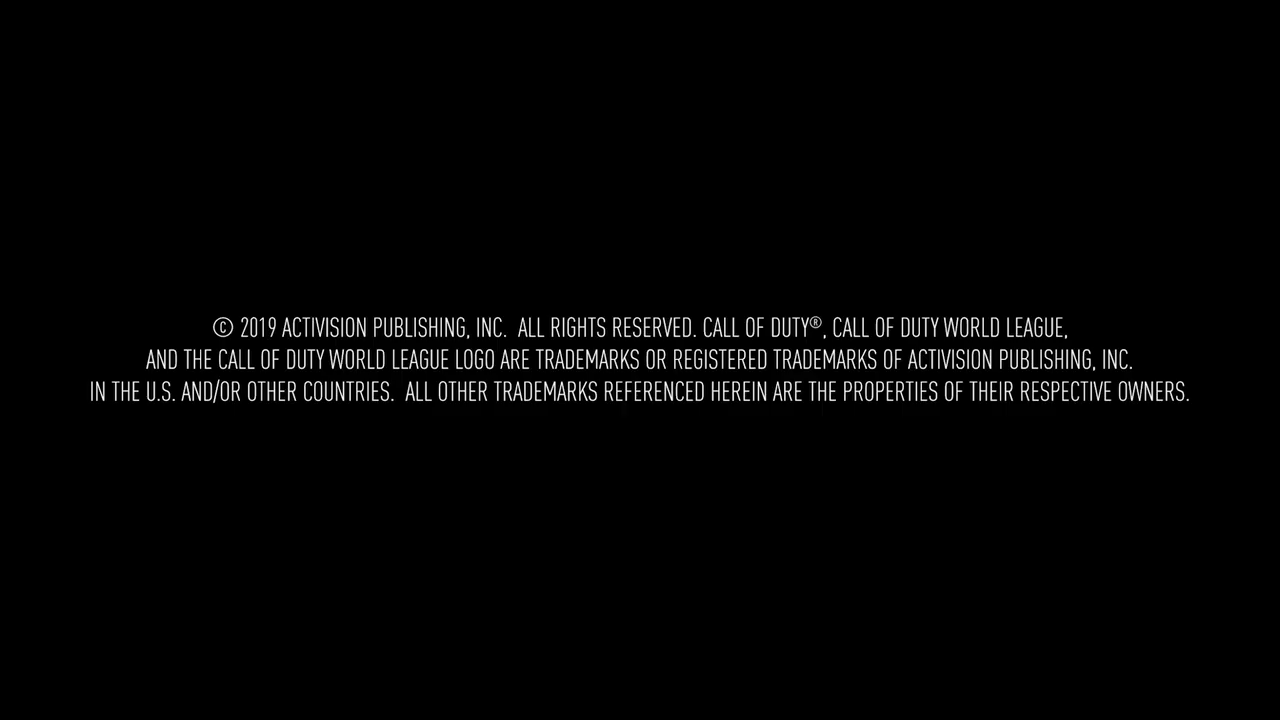 © 2019 ACTIVISION PUBLISHING, INC.  ALL RIGHTS RESERVED. CALL OF DUTY®, CALL OF DUTY WORLD LEAGUE,
AND THE CALL OF DUTY WORLD LEAGUE LOGO ARE TRADEMARKS OR REGISTERED TRADEMARKS OF ACTIVISION PUBLISHING, INC.
IN THE U.S. AND/OR OTHER COUNTRIES.  ALL OTHER TRADEMARKS REFERENCED HEREIN ARE THE PROPERTIES OF THEIR RESPECTIVE OWNERS.